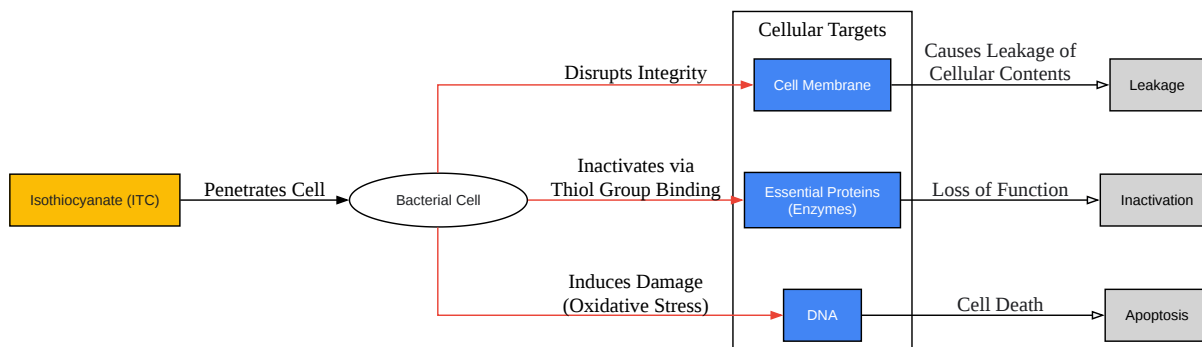 Cellular Targets
Disrupts Integrity
Cell Membrane
Causes Leakage of
Cellular Contents
Leakage
Isothiocyanate (ITC)
Penetrates Cell
Bacterial Cell
Inactivates via
Thiol Group Binding
Essential Proteins
(Enzymes)
Loss of Function
Inactivation
Induces Damage
(Oxidative Stress)
DNA
Cell Death
Apoptosis